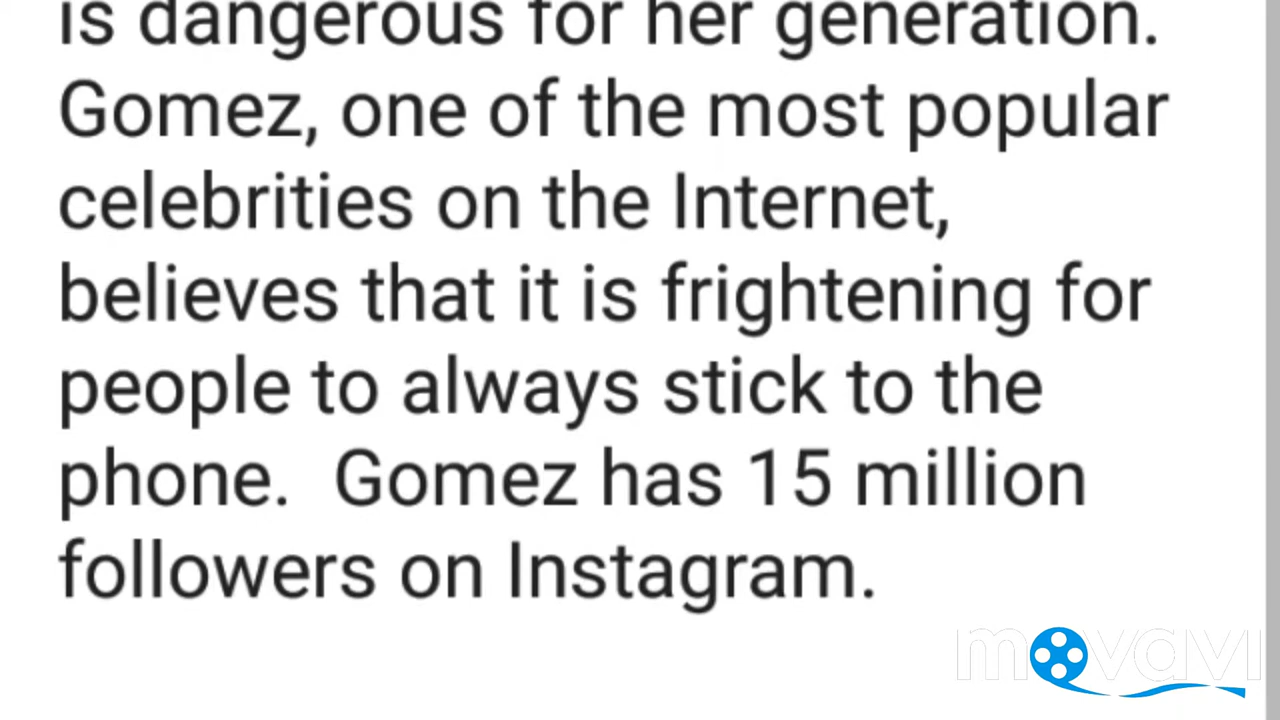 is dangerous for her generation.
Gomez, one of the most popular
celebrities on the Internet,
believes that it is frightening for
people to always stick to the
phone.  Gomez has 15 million
followers on Instagram.
movavi